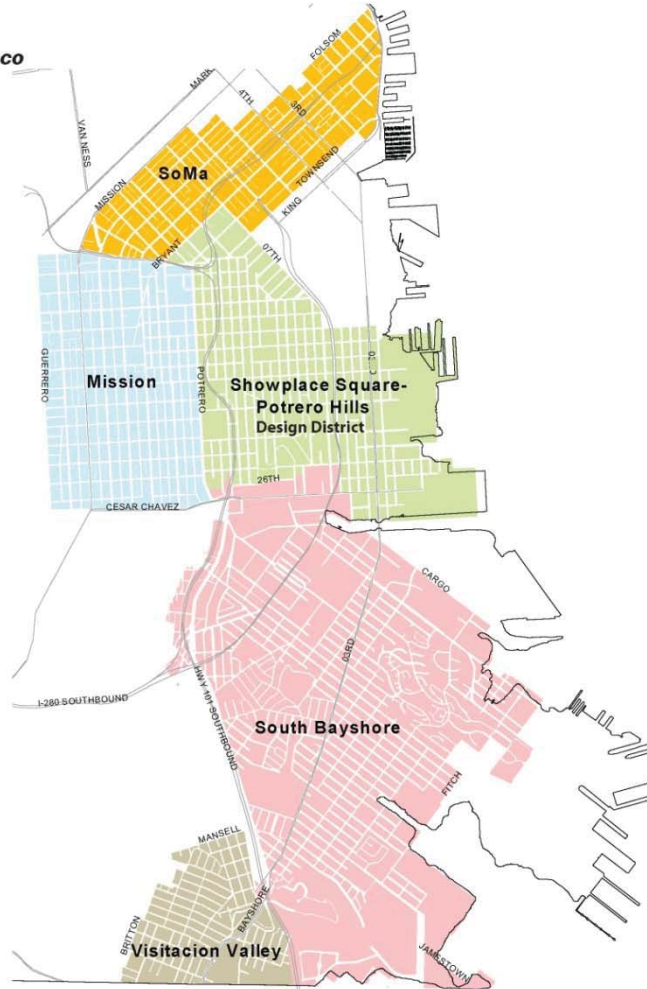 co
FOLSOM
MARK
4TH
3RD
VAN NESS
SoMa
MISSION
TOWNSEND
KING
BRYANT
07TH
GUERRERO
Mission
POTRERO
Showplace Square-
Potrero Hills
Design District
26TH
CESAR CHAVEZ
CARGO
03RD
I-280 SOUTHBOUND
HWY 101 SOUTHBOUND
South Bayshore
FITCH
MANSELL
BAYSHORE
BRITTON
Visitacion Valley
JAMESTOWN